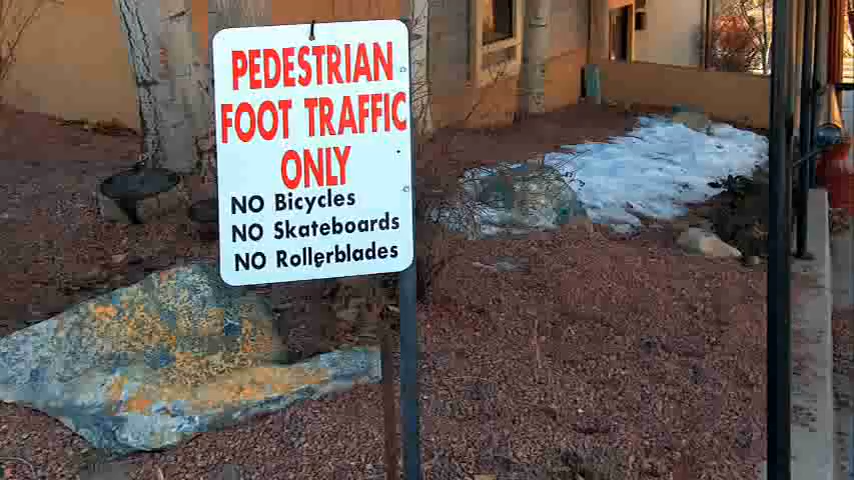 PEDESTRIAN
FOOT TRAFFIC
ONLY
NO Bicycles
NO Skateboards
NO Rollerblades